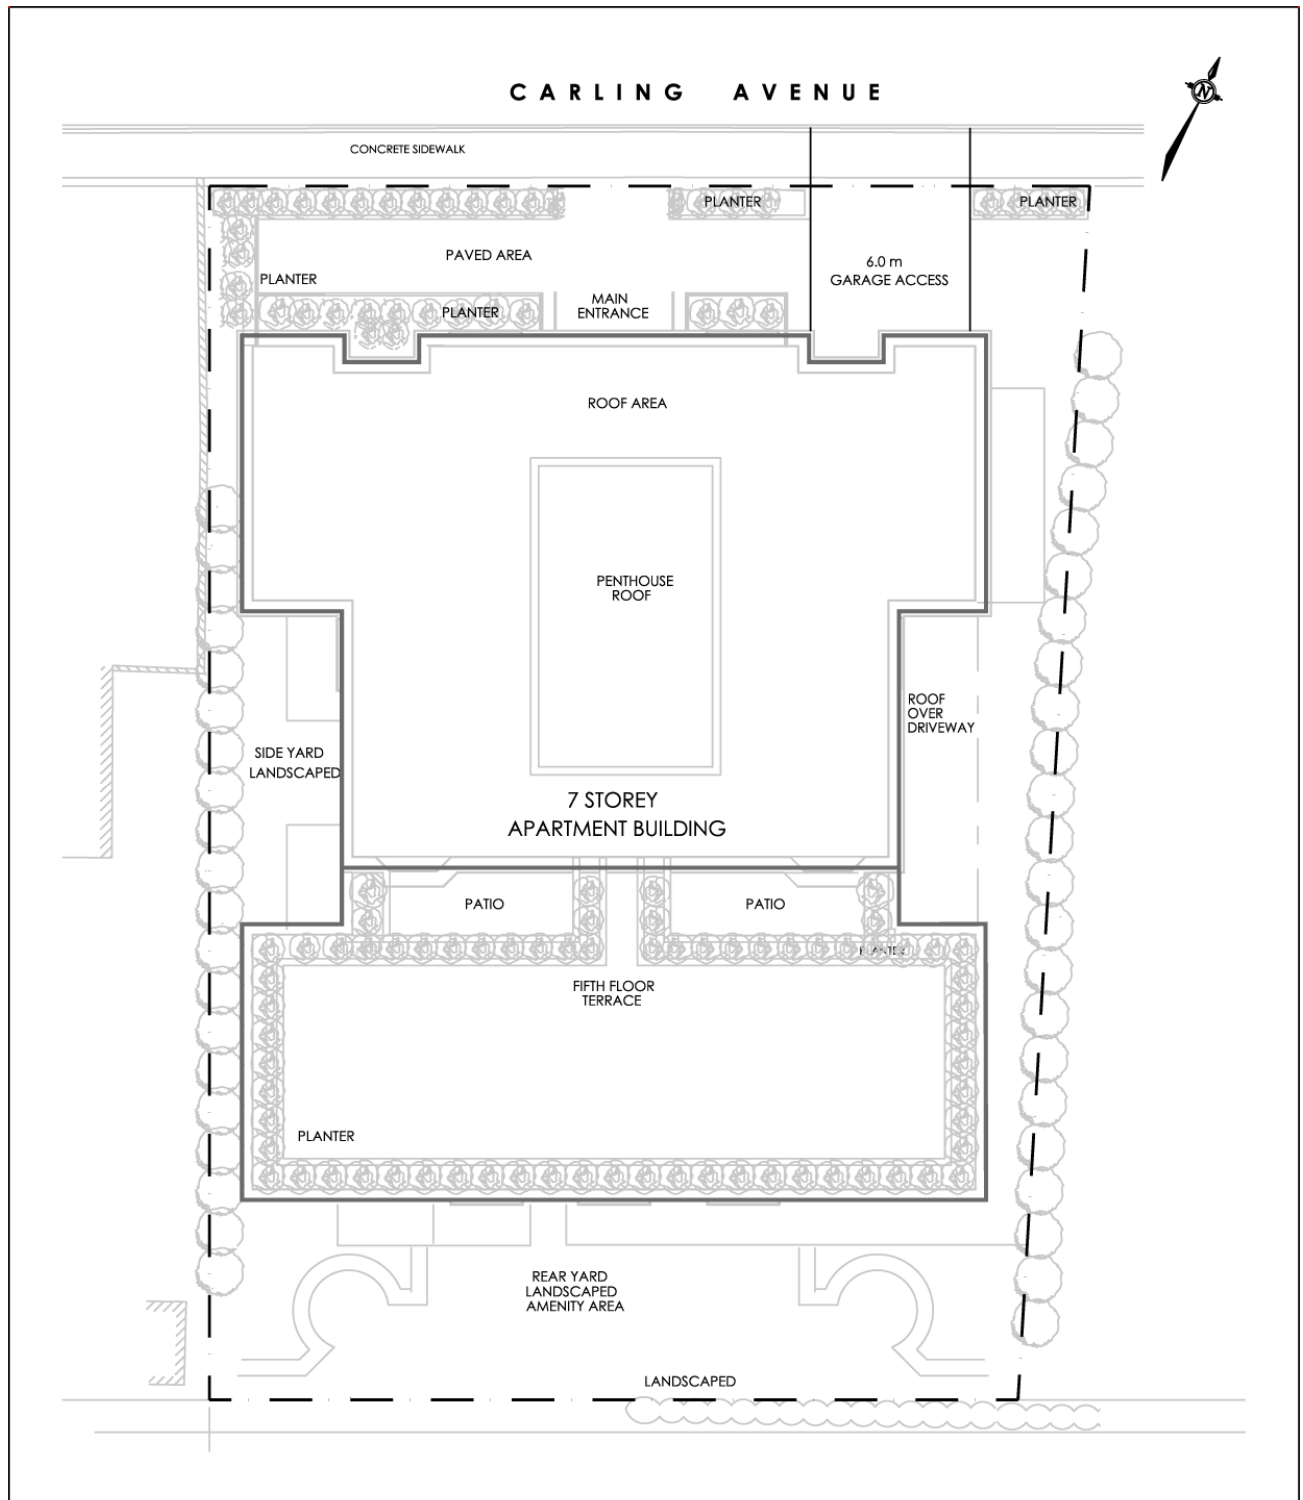 CARLING AVENUE
N
CONCRETE SIDEWALK
PLANTER
PLANTER
PAVED AREA
6.0 m
GARAGE ACCESS
PLANTER
MAIN
ENTRANCE
PLANTER
ROOF AREA
PENTHOUSE
ROOF
ROOF
OVER
DRIVEWAY
SIDE YARD
LANDSCAPED
7 STOREY
APARTMENT BUILDING
PATIO
PATIO
PLANTER
FIFTH FLOOR
TERRACE
PLANTER
REAR YARD
LANDSCAPED
AMENITY AREA
LANDSCAPED